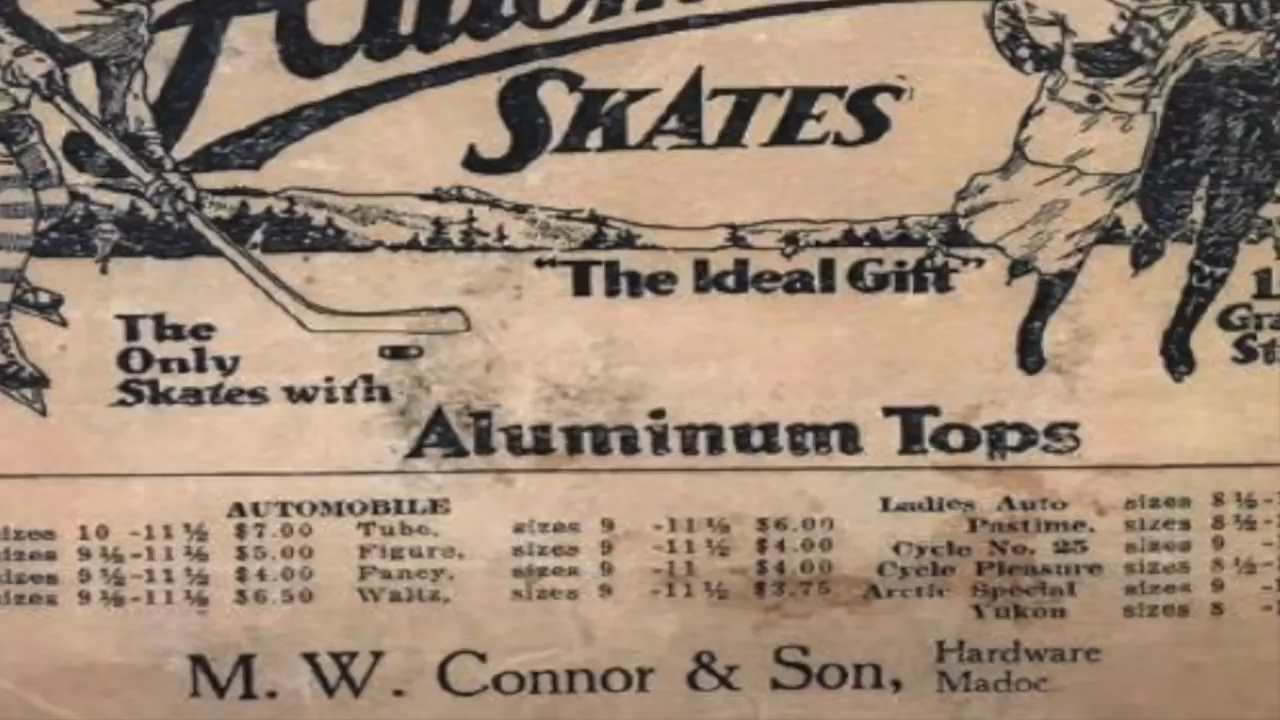 SKATES
"The Ideal Gift"
The
Only
Skates with
Aluminum Tops
AUTOMOBILE
sizes 10 -11½ $7.00 Tube. sizes 9 -11½ $6.00
sizes 9½-11½ $5.00 Figure. sizes 9 -11½ $4.00
sizes 9½-11½ $4.00 Fancy. sizes 9 -11 $4.00
sizes 9½-11½ $6.50 Waltz. sizes 9 -11½ $3.75
Ladies Auto sizes 8½-
Pastime. sizes 8½-
Cycle No. 25 sizes 9 -
Cycle Pleasure sizes 8½-
Arctic Special sizes 9 -
Yukon sizes 8 -
M. W. Connor & Son, Hardware
Madoc